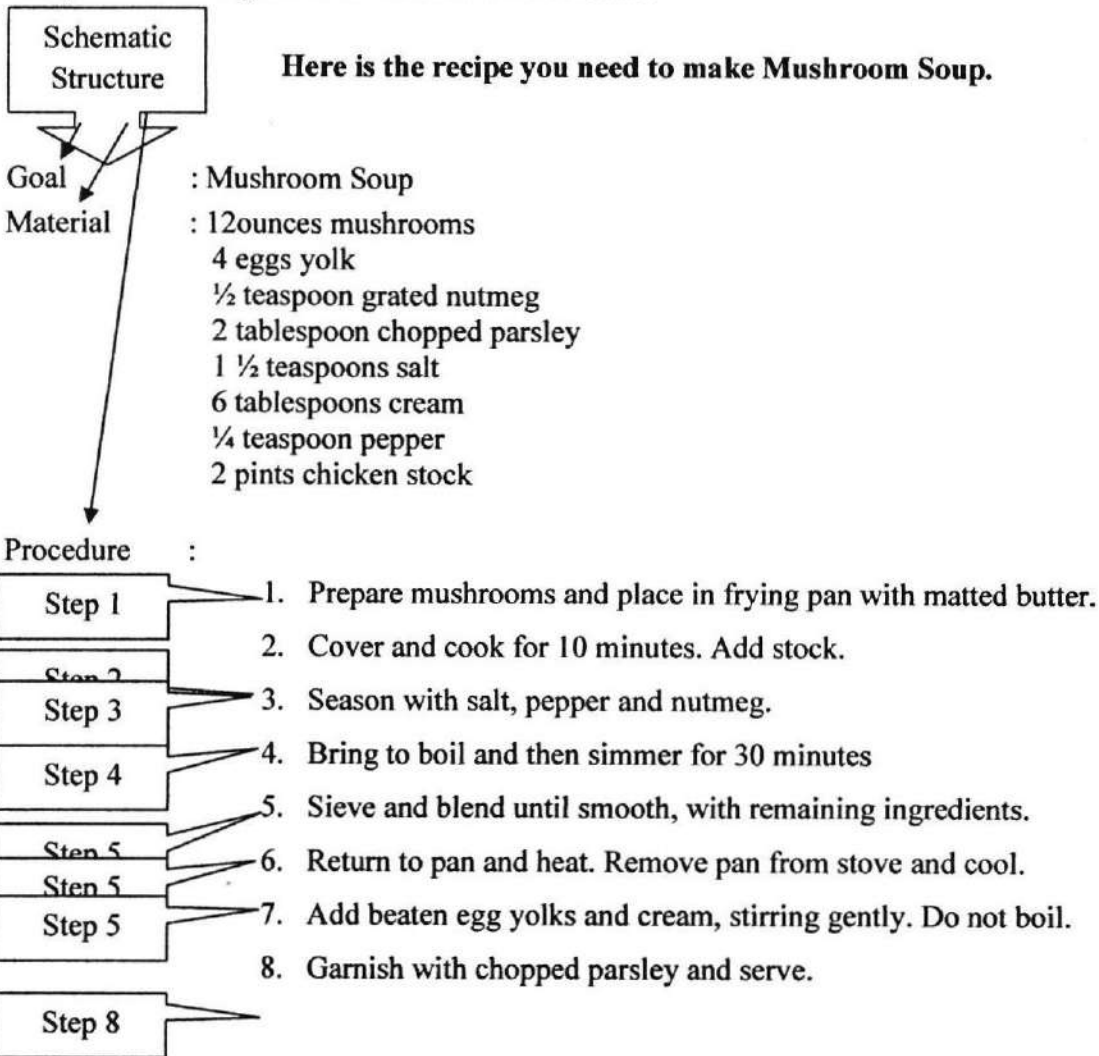 Schematic
Structure
Here is the recipe you need to make Mushroom Soup.
Goal : Mushroom Soup
Material : 12ounces mushrooms
4 eggs yolk
½ teaspoon grated nutmeg
2 tablespoon chopped parsley
1 ½ teaspoons salt
6 tablespoons cream
¼ teaspoon pepper
2 pints chicken stock
Procedure :
Step 1 1. Prepare mushrooms and place in frying pan with matted butter.
2. Cover and cook for 10 minutes. Add stock.
Step 2
Step 3 3. Season with salt, pepper and nutmeg.
Step 4 4. Bring to boil and then simmer for 30 minutes
5. Sieve and blend until smooth, with remaining ingredients.
Step 5
Step 5 6. Return to pan and heat. Remove pan from stove and cool.
Step 5 7. Add beaten egg yolks and cream, stirring gently. Do not boil.
8. Garnish with chopped parsley and serve.
Step 8